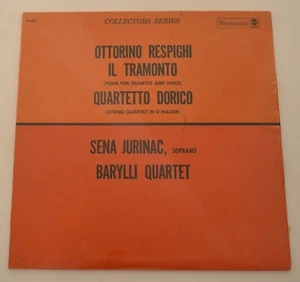 COLLECTORS SERIES
Westminster
OTTORINO RESPIGHI
IL TRAMONTO
(POEM FOR QUARTET AND VOICE)
QUARTETTO DORICO
(STRING QUARTET IN D MAJOR)
SENA JURINAC, SOPRANO
BARYLLI QUARTET